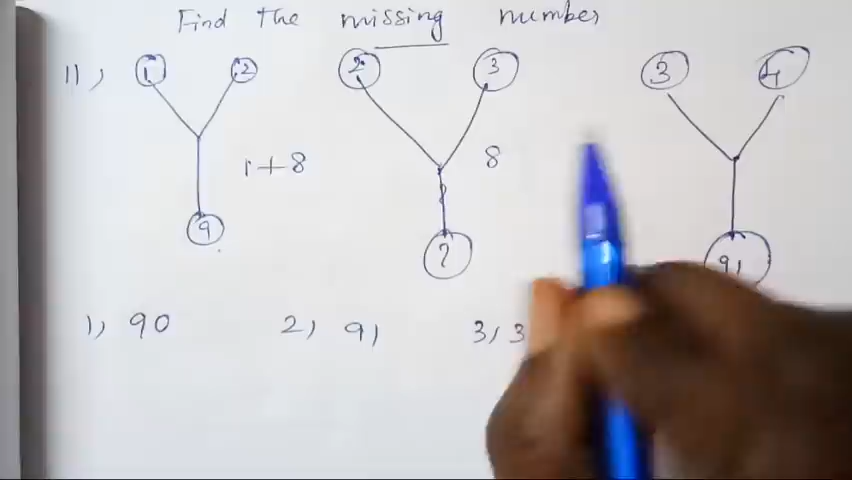 Find the missing number
11) 1 2 2 3 3 4
1+8 8
9 ? 91
1) 90 2) 91 3) 3